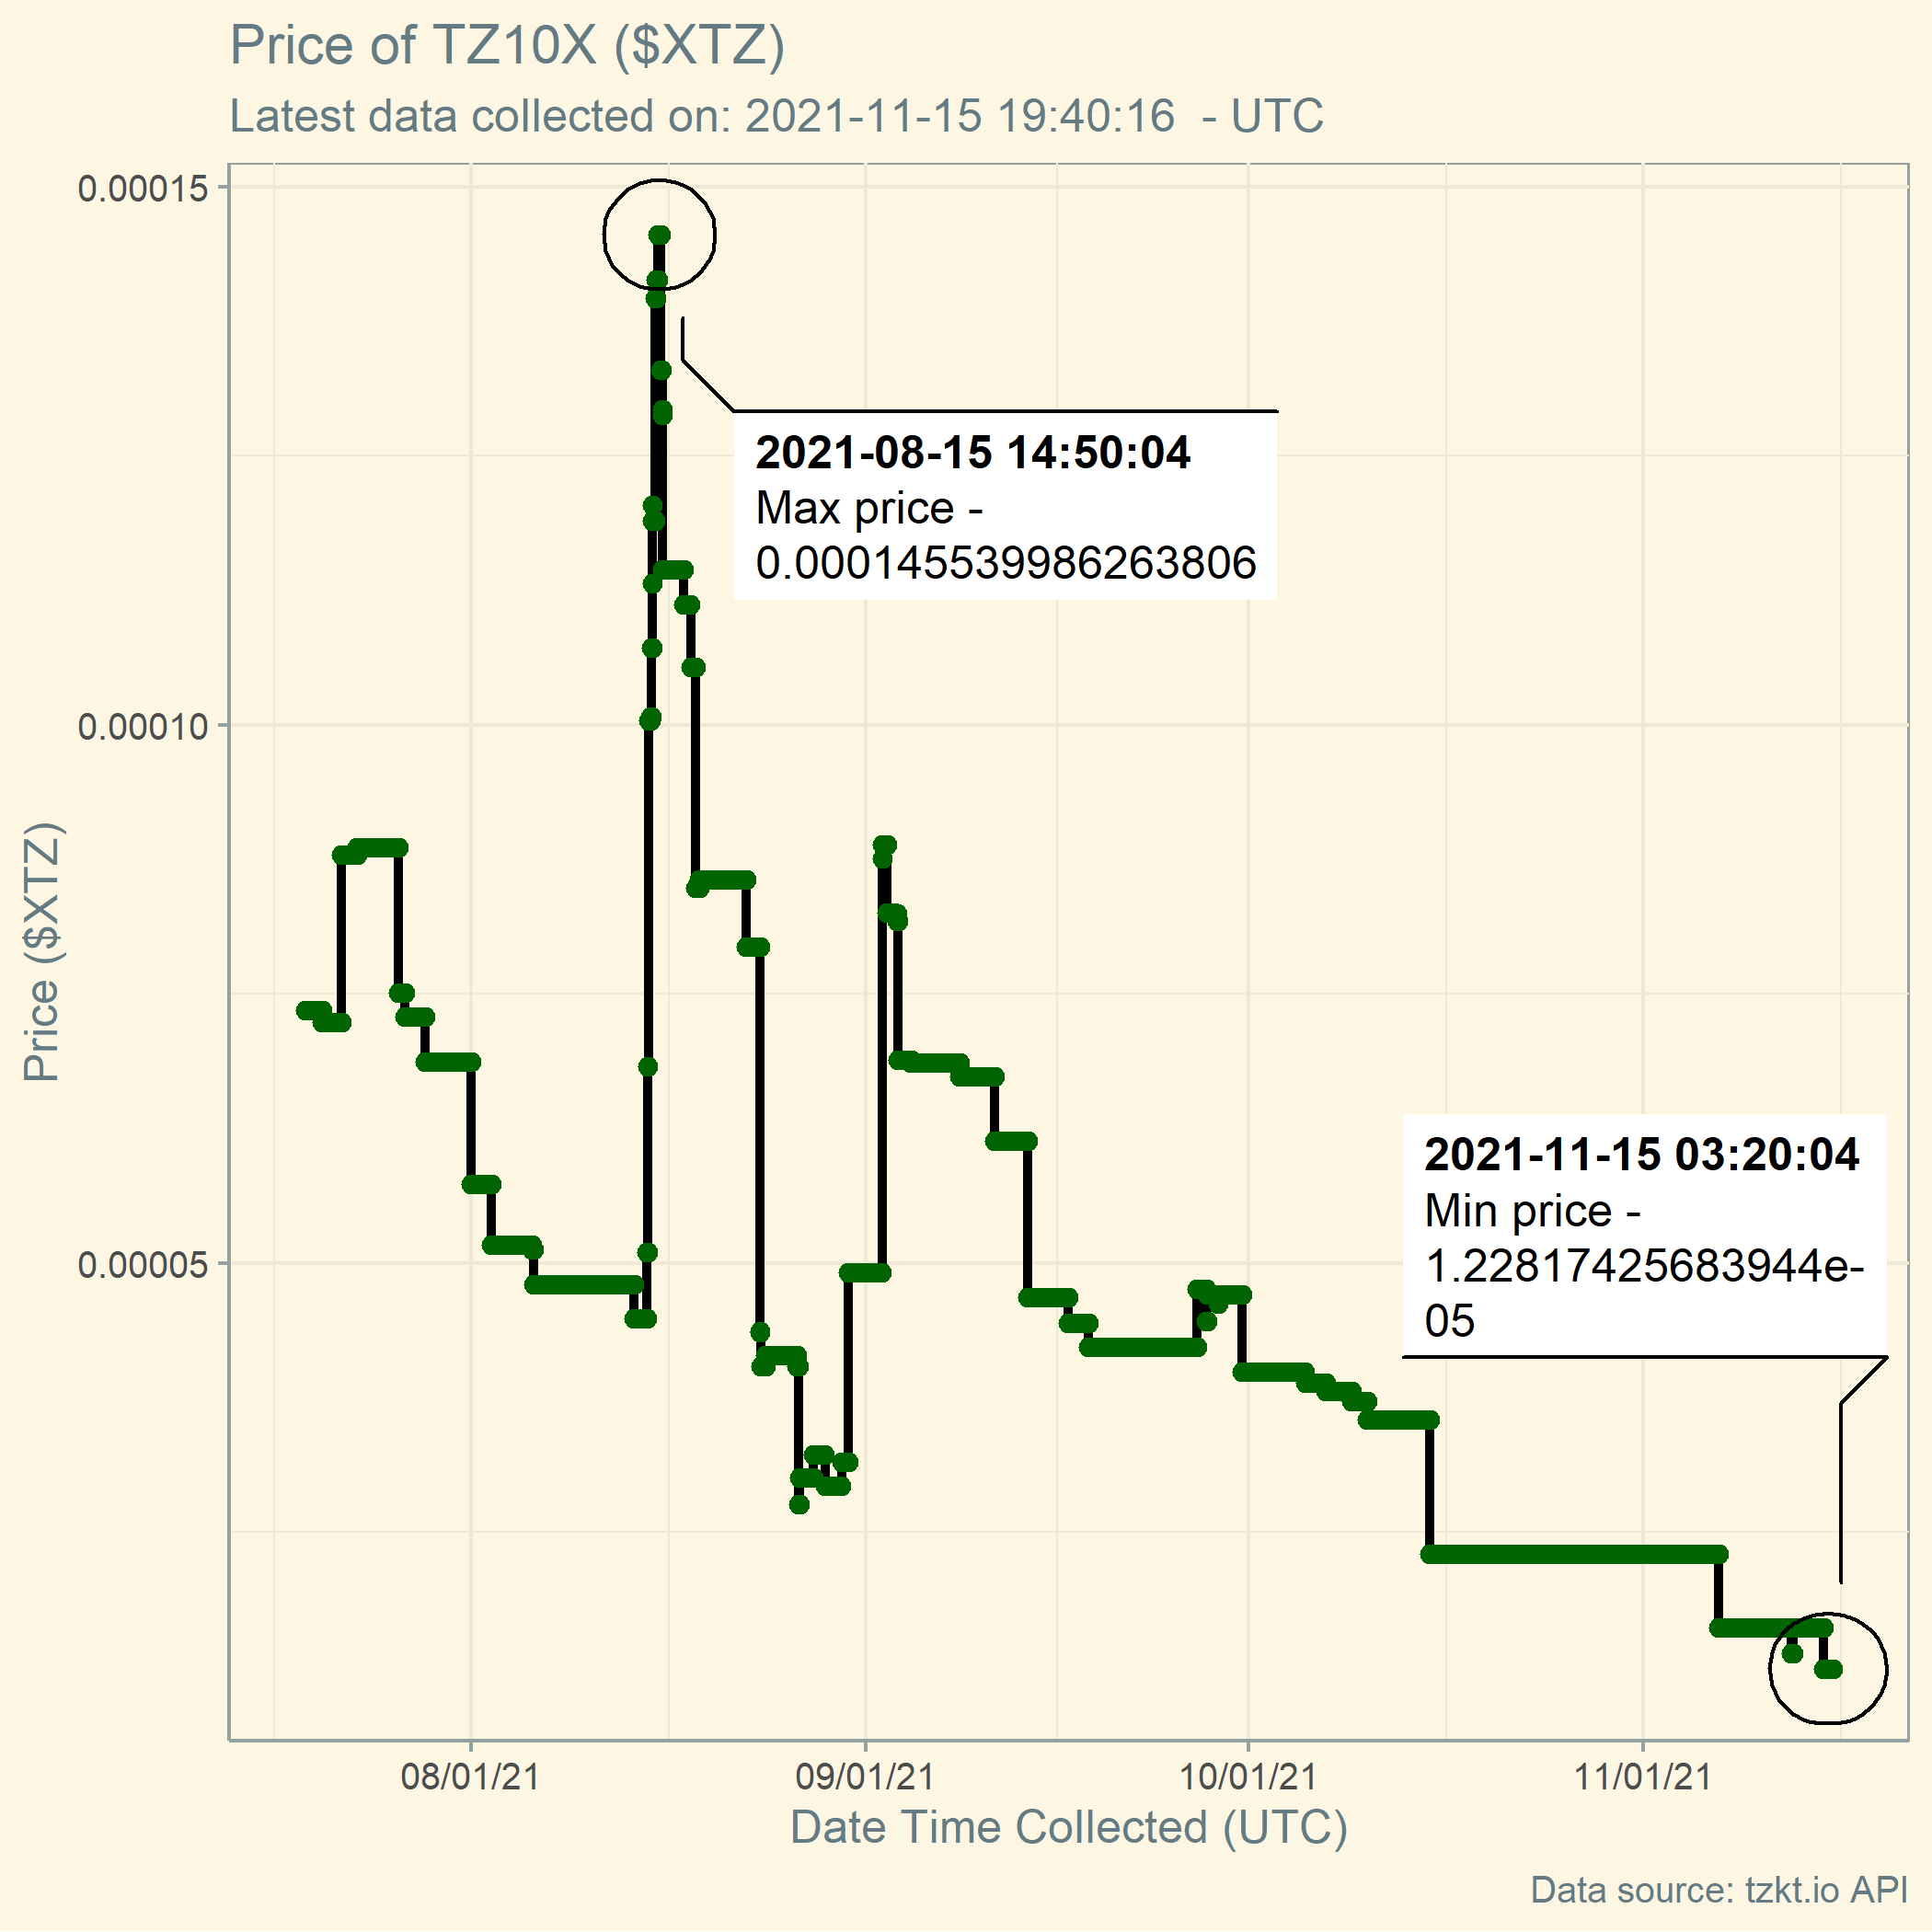 Price of TZ10X ($XTZ)
Latest data collected on: 2021-11-15 19:40:16  - UTC
0.00015
0.00010
0.00005
Price ($XTZ)
2021-08-15 14:50:04
Max price -
0.000145539986263806
2021-11-15 03:20:04
Min price -
1.22817425683944e-
05
08/01/21
09/01/21
10/01/21
11/01/21
Date Time Collected (UTC)
Data source: tzkt.io API